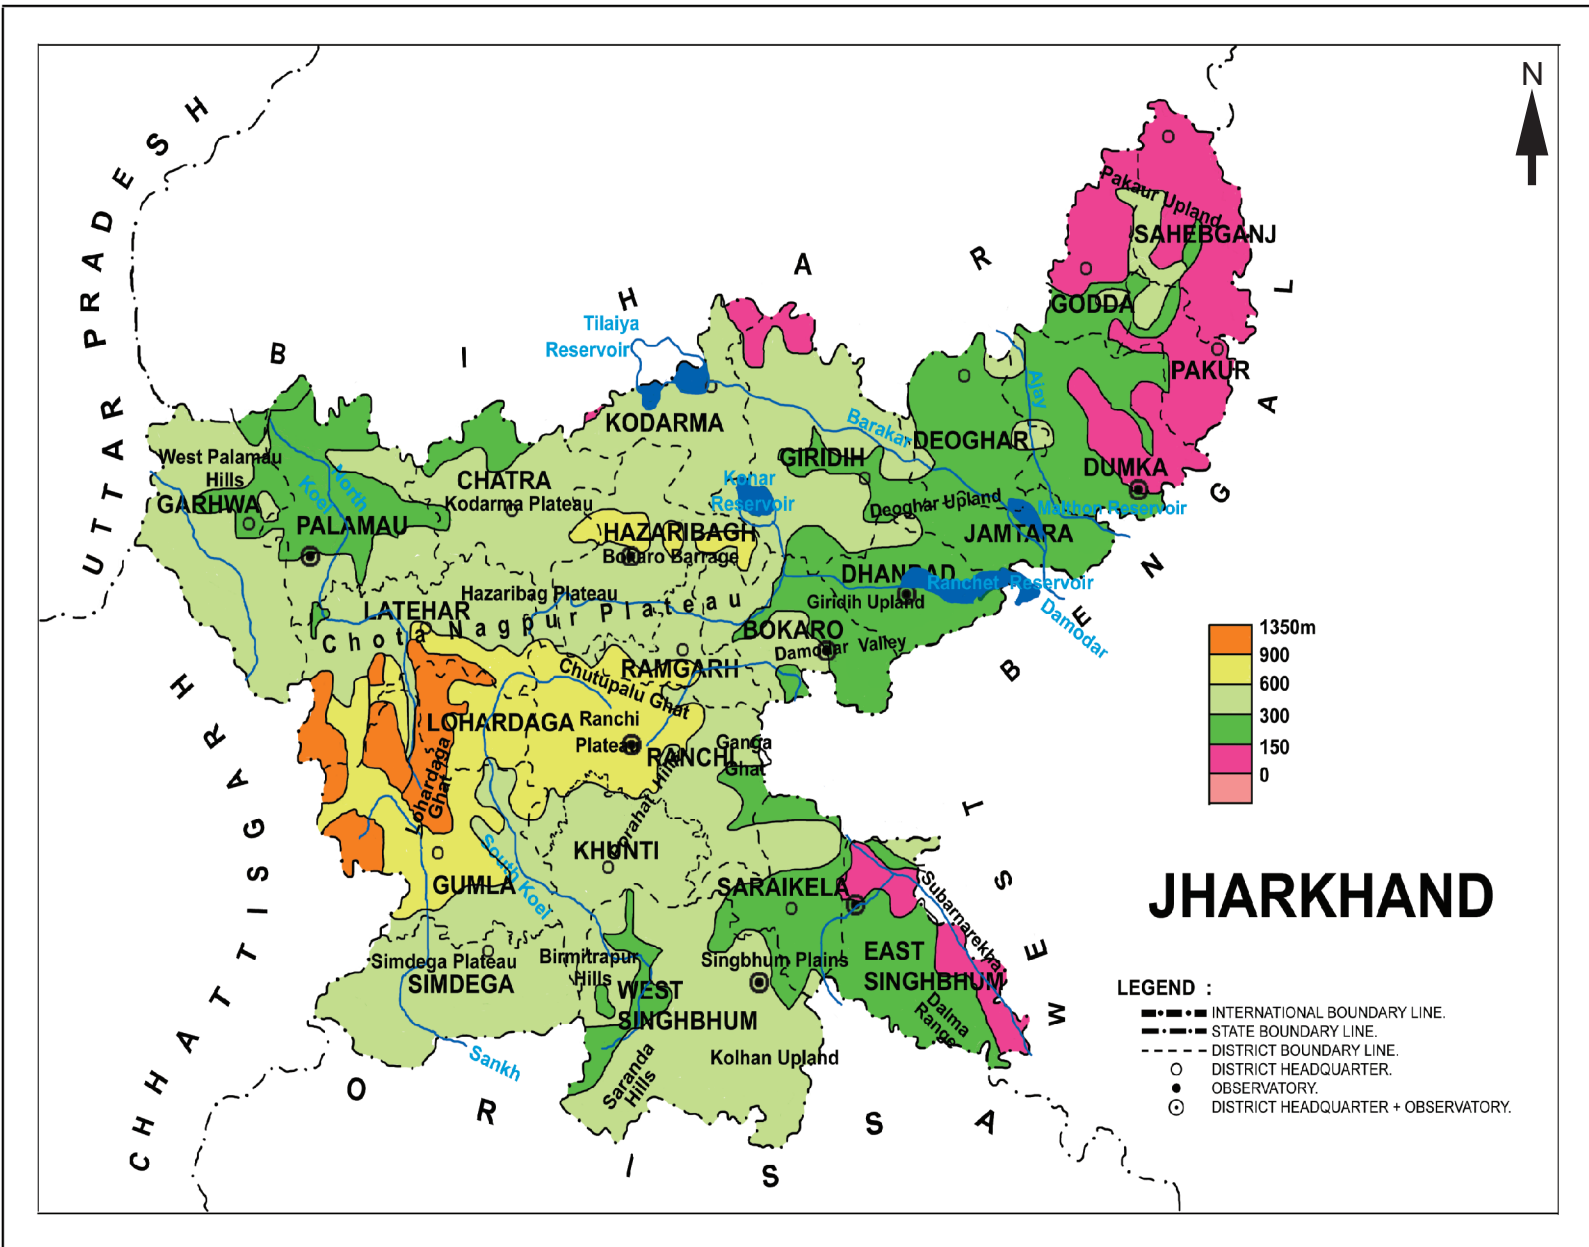 N
UTTAR PRADESH
BIHAR
WEST BENGAL
CHHATTISGARH
ORISSA
Tilaiya
Reservoir
Pakaur Upland
SAHEBGANJ
GODDA
PAKUR
KODARMA
Barakar
Ajay
DEOGHAR
DUMKA
West Palamau
Hills
GARHWA
North
Koel
PALAMAU
CHATRA
Kodarma Plateau
GIRIDIH
Konar
Reservoir
Deoghar Upland
Maithon Reservoir
JAMTARA
HAZARIBAGH
Bokaro Barrage
DHANBAD
Ranchet Reservoir
Giridih Upland
Hazaribag Plateau
LATEHAR
Chota Nagpur Plateau
BOKARO
Damodar Valley
Damodar
RAMGARH
Chutupalu Ghat
LOHARDAGA
Ranchi
Plateau
RANCHI
Ganga
Ghat
Lohardaga
Ghat
Porahat Hills
KHUNTI
GUMLA
South Koel
SARAIKELA
Subarnarekha
EAST
SINGHBHUM
Dalma
Range
Singbhum Plains
Simdega Plateau
SIMDEGA
Birmitrapur
Hills
WEST
SINGHBHUM
Kolhan Upland
Saranda
Hills
Sankh
1350m
900
600
300
150
0
JHARKHAND
LEGEND :
INTERNATIONAL BOUNDARY LINE.
STATE BOUNDARY LINE.
DISTRICT BOUNDARY LINE.
DISTRICT HEADQUARTER.
OBSERVATORY.
DISTRICT HEADQUARTER + OBSERVATORY.